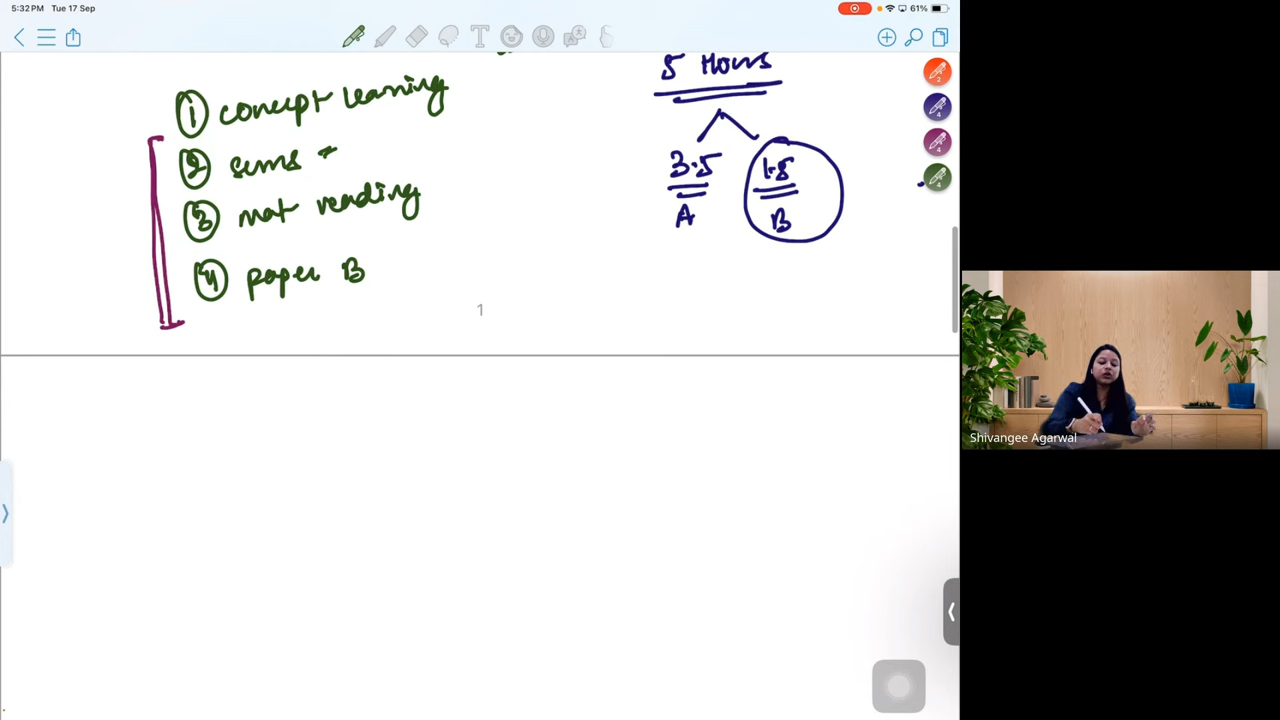 5:32 PM Tue 17 Sep
61%
5 Hours
① concept learning
② sums
③ mat reading
④ paper B
3.5
1.5
A
B
1
Shivangee Agarwal